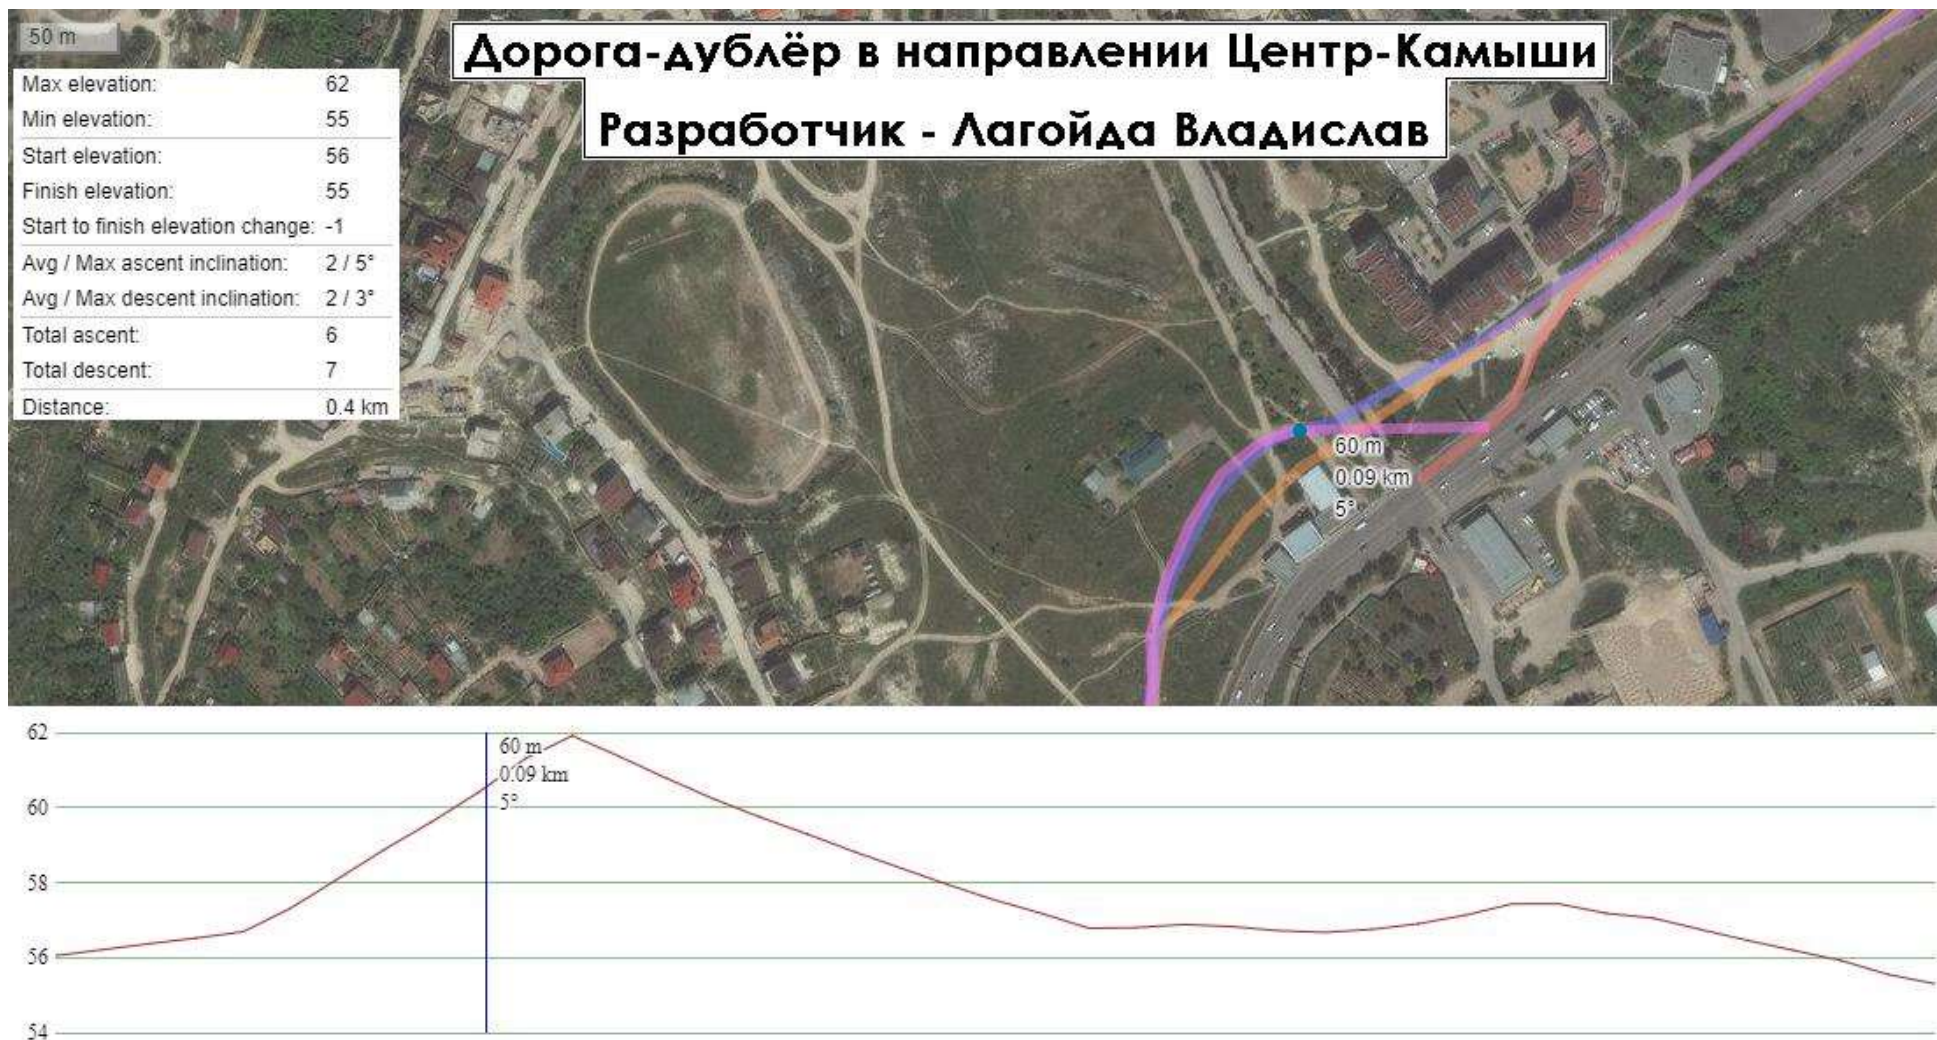 50 m
Дорога-дублёр в направлении Центр-Камыши
Разработчик - Лагойда Владислав
Max elevation: 62
Min elevation: 55
Start elevation: 56
Finish elevation: 55
Start to finish elevation change: -1
Avg / Max ascent inclination: 2 / 5°
Avg / Max descent inclination: 2 / 3°
Total ascent: 6
Total descent: 7
Distance: 0.4 km
60 m
0.09 km
5°
62
60 m
0.09 km
5°
60
58
56
54